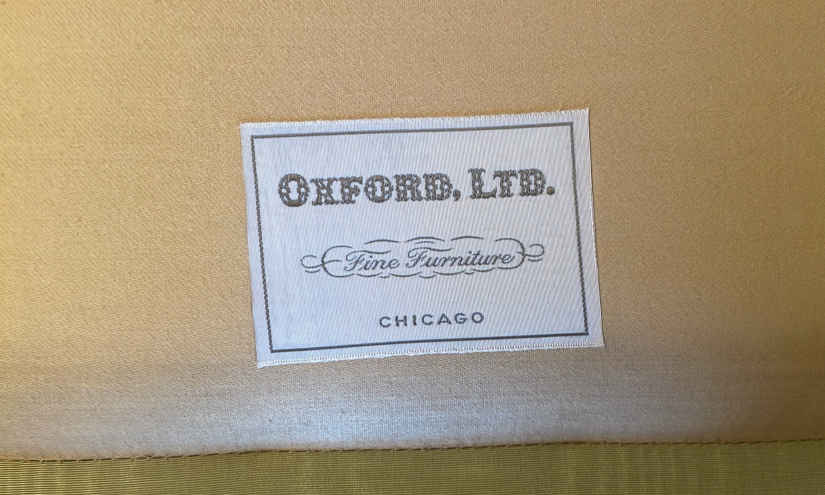 OXFORD, LTD.
Fine Furniture
CHICAGO